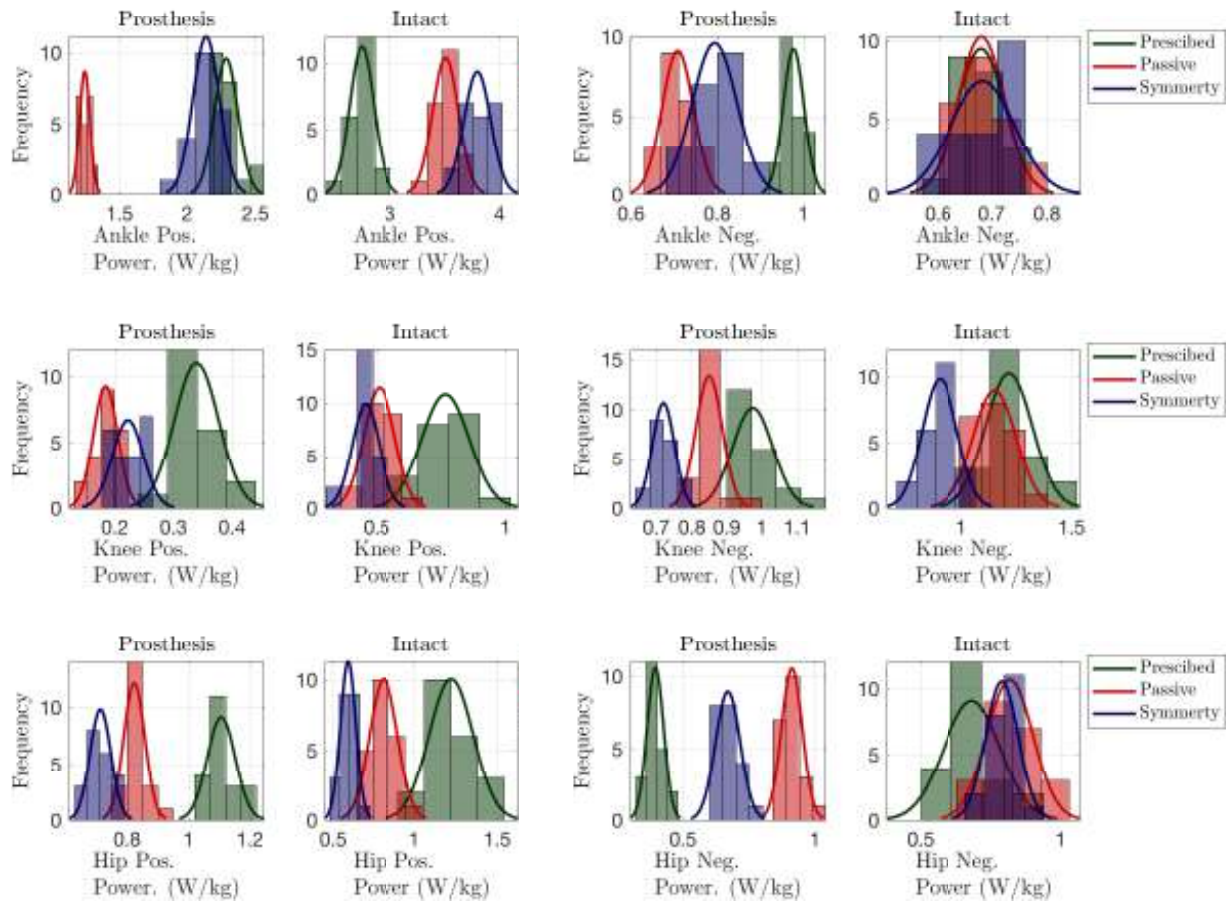 Prosthesis
Intact
Prosthesis
Intact
Frequency
10
5
0
1.5
2
2.5
Ankle Pos.
Power. (W/kg)
10
5
0
3
4
Ankle Pos.
Power (W/kg)
Frequency
10
5
0
0.6
0.8
1
Ankle Neg.
Power. (W/kg)
10
5
0
0.6
0.7
0.8
Ankle Neg.
Power (W/kg)
Prescibed
Passive
Symmerty
Prosthesis
Intact
Prosthesis
Intact
Frequency
10
5
0
0.2
0.3
0.4
Knee Pos.
Power. (W/kg)
15
10
5
0
0.5
1
Knee Pos.
Power (W/kg)
Frequency
15
10
5
0
0.7
0.8
0.9
1
1.1
Knee Neg.
Power. (W/kg)
15
10
5
0
1
1.5
Knee Neg.
Power (W/kg)
Prescibed
Passive
Symmerty
Prosthesis
Intact
Prosthesis
Intact
Frequency
10
5
0
0.8
1
1.2
Hip Pos.
Power. (W/kg)
10
5
0
0.5
1
1.5
Hip Pos.
Power (W/kg)
Frequency
10
5
0
0.5
1
Hip Neg.
Power. (W/kg)
10
5
0
0.5
1
Hip Neg.
Power (W/kg)
Prescibed
Passive
Symmerty